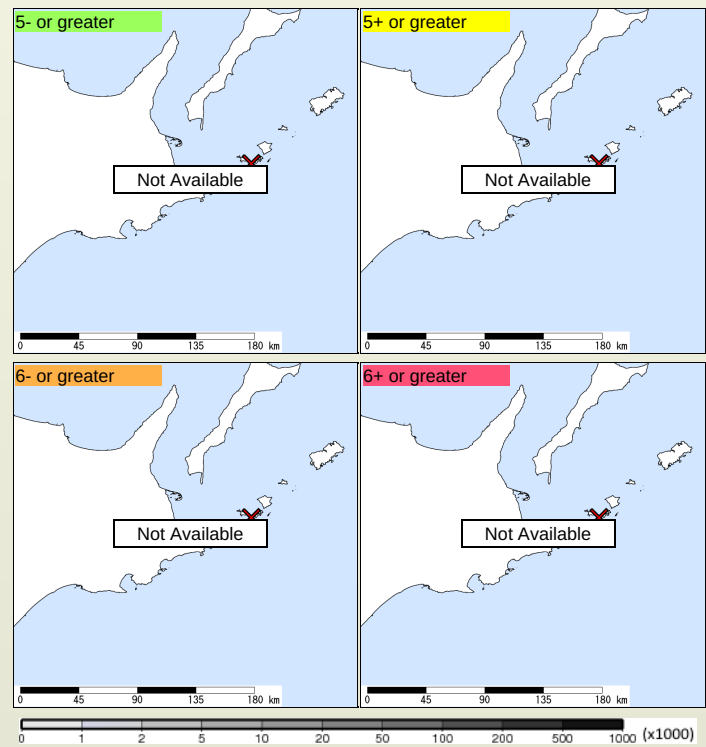 5- or greater
5+ or greater
Not Available
Not Available
0 45 90 135 180 km
0 45 90 135 180 km
6- or greater
6+ or greater
Not Available
Not Available
0 45 90 135 180 km
0 45 90 135 180 km
0 1 2 5 10 20 50 100 200 500 1000 (x1000)